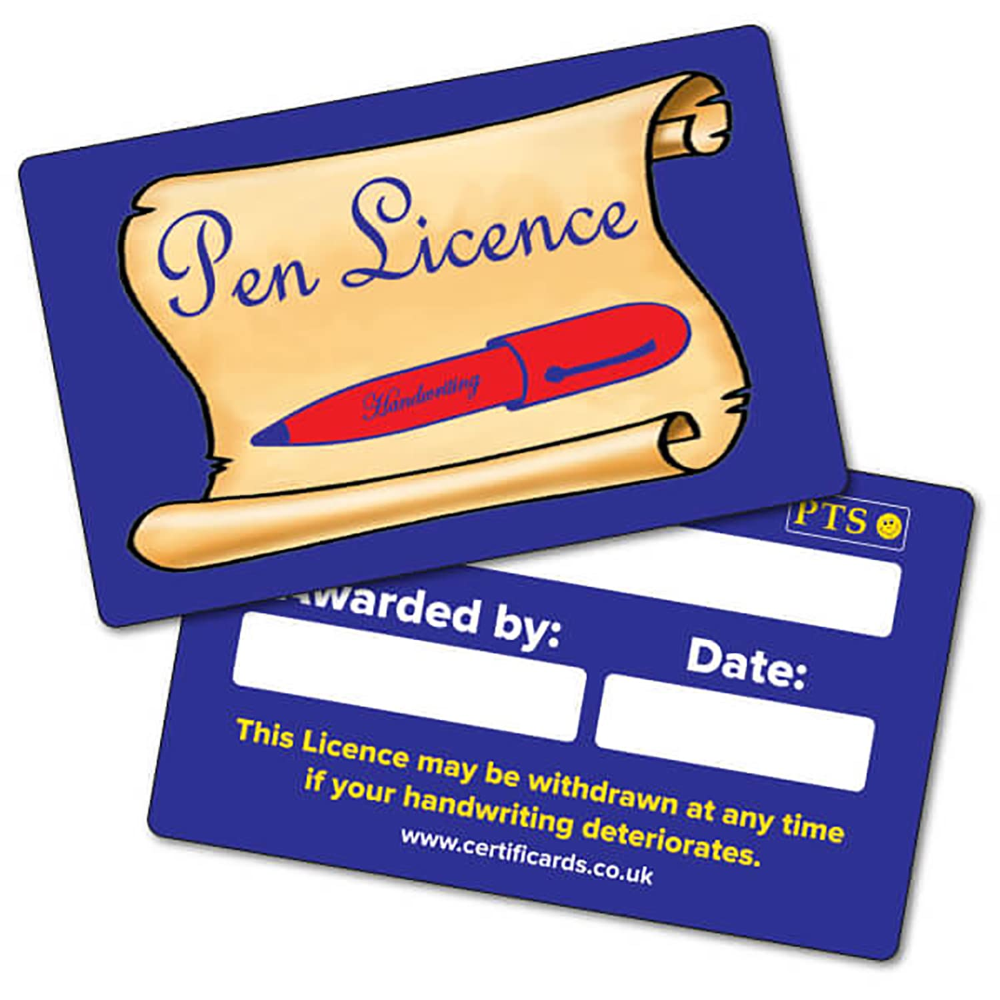 Pen Licence
Handwriting
PTS
Awarded by:
Date:
This Licence may be withdrawn at any time
if your handwriting deteriorates.
www.certificards.co.uk